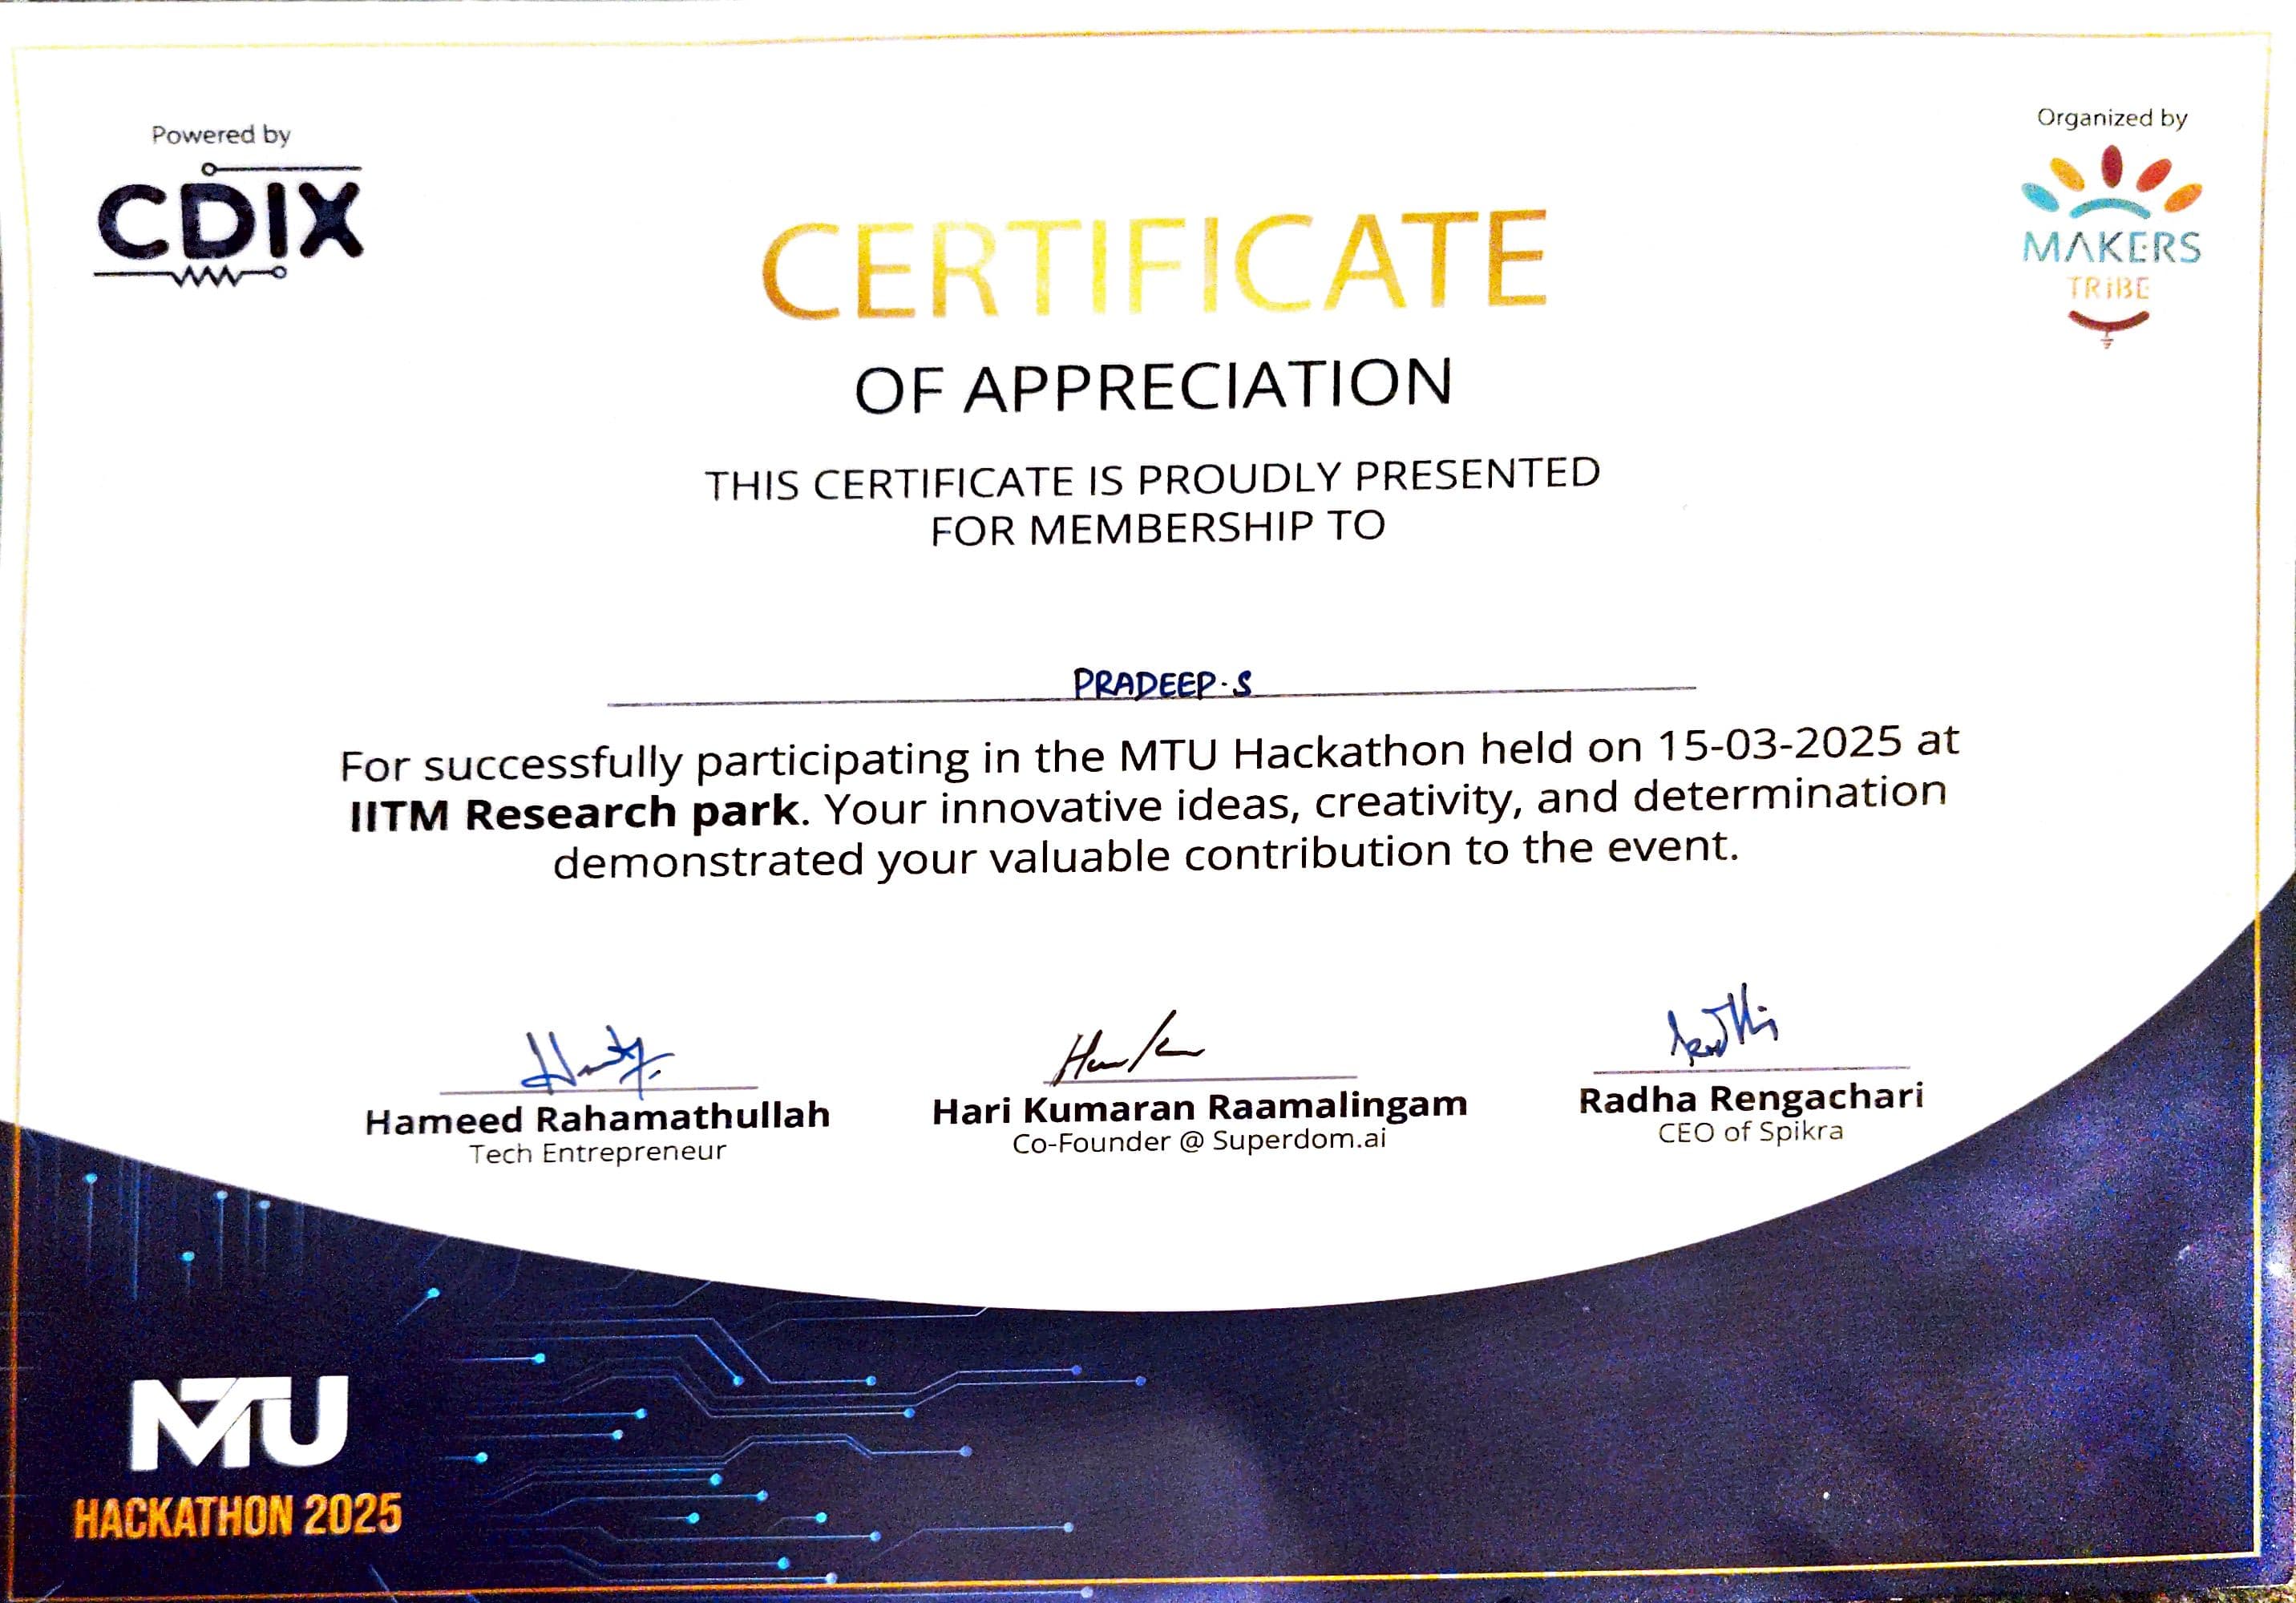 Powered by
CDIX
Organized by
MAKERS
TRIBE
CERTIFICATE
OF APPRECIATION
THIS CERTIFICATE IS PROUDLY PRESENTED
FOR MEMBERSHIP TO
PRADEEP.S
For successfully participating in the MTU Hackathon held on 15-03-2025 at
IITM Research park. Your innovative ideas, creativity, and determination
demonstrated your valuable contribution to the event.
Hameed Rahamathullah
Tech Entrepreneur
Hari Kumaran Raamalingam
Co-Founder @ Superdom.ai
Radha Rengachari
CEO of Spikra
MTU
HACKATHON 2025